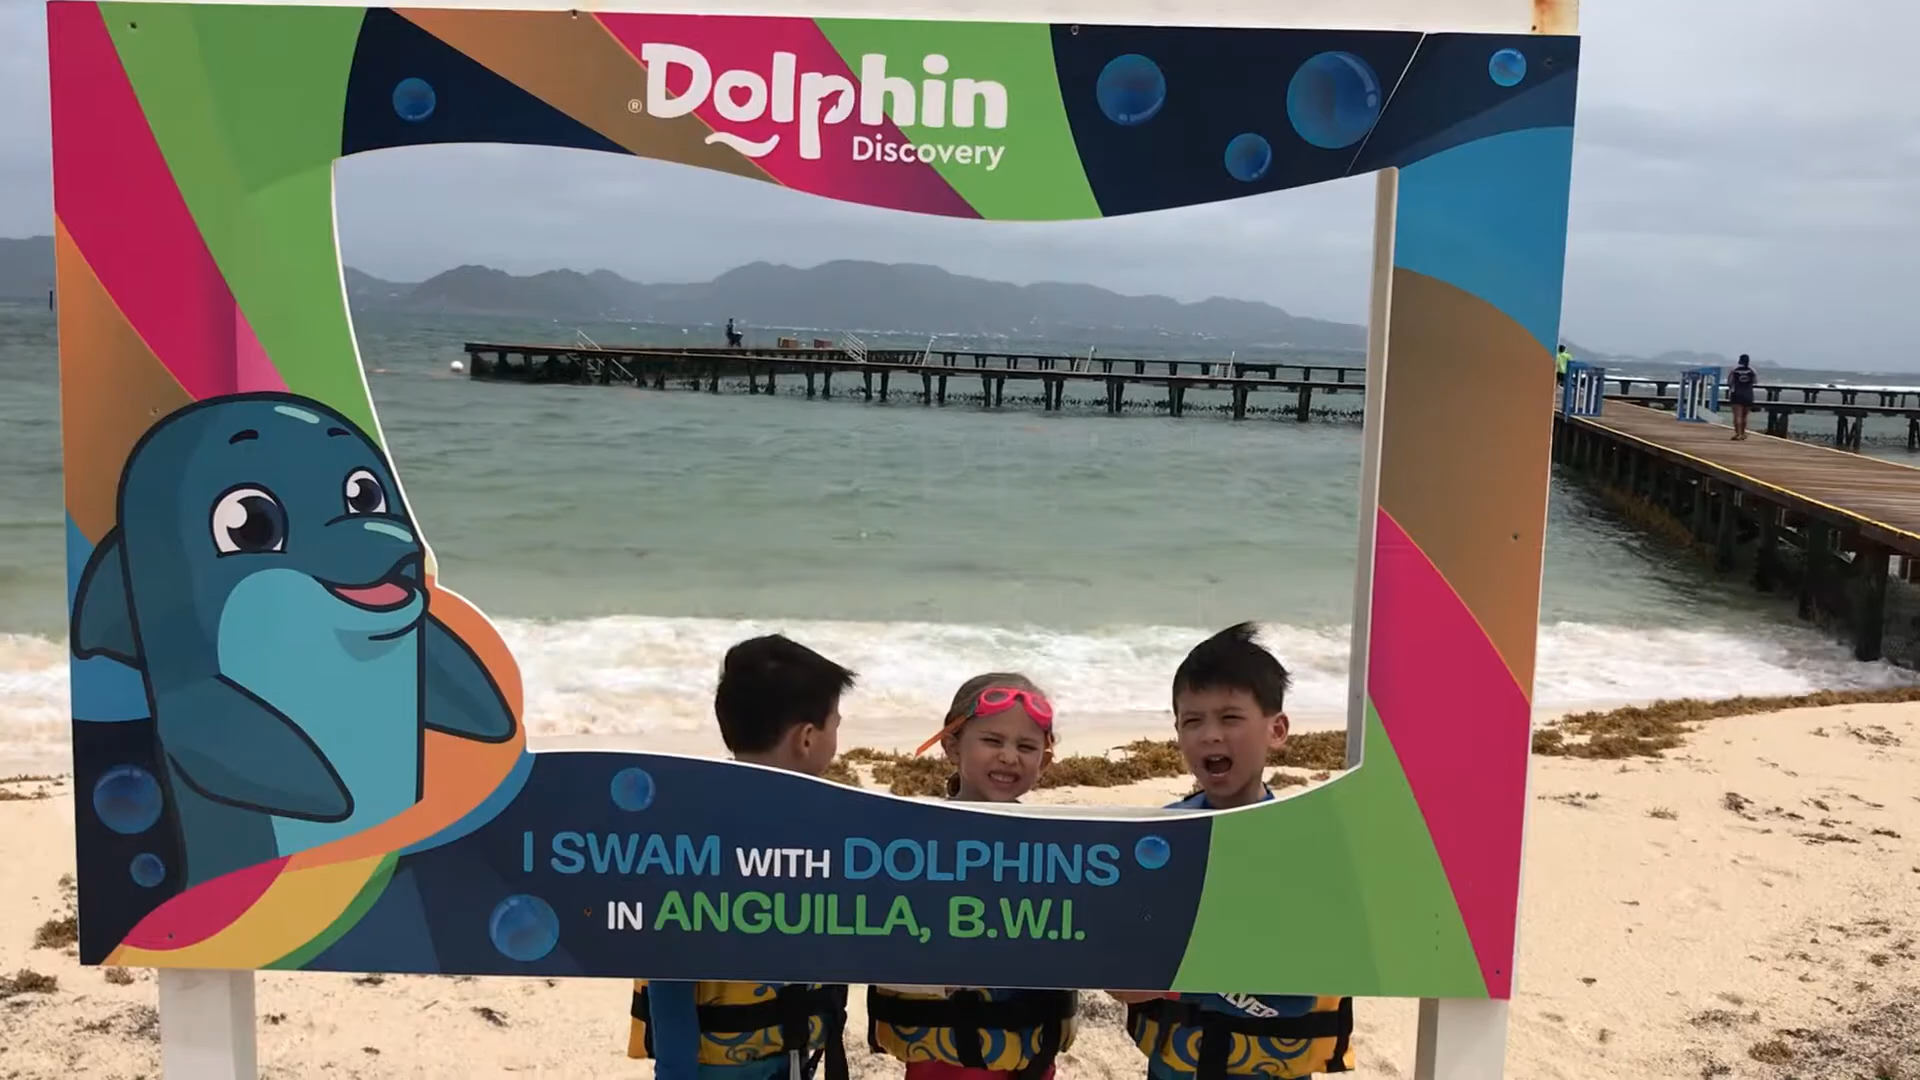 ® Dolphin
Discovery
I SWAM WITH DOLPHINS
IN ANGUILLA, B.W.I.